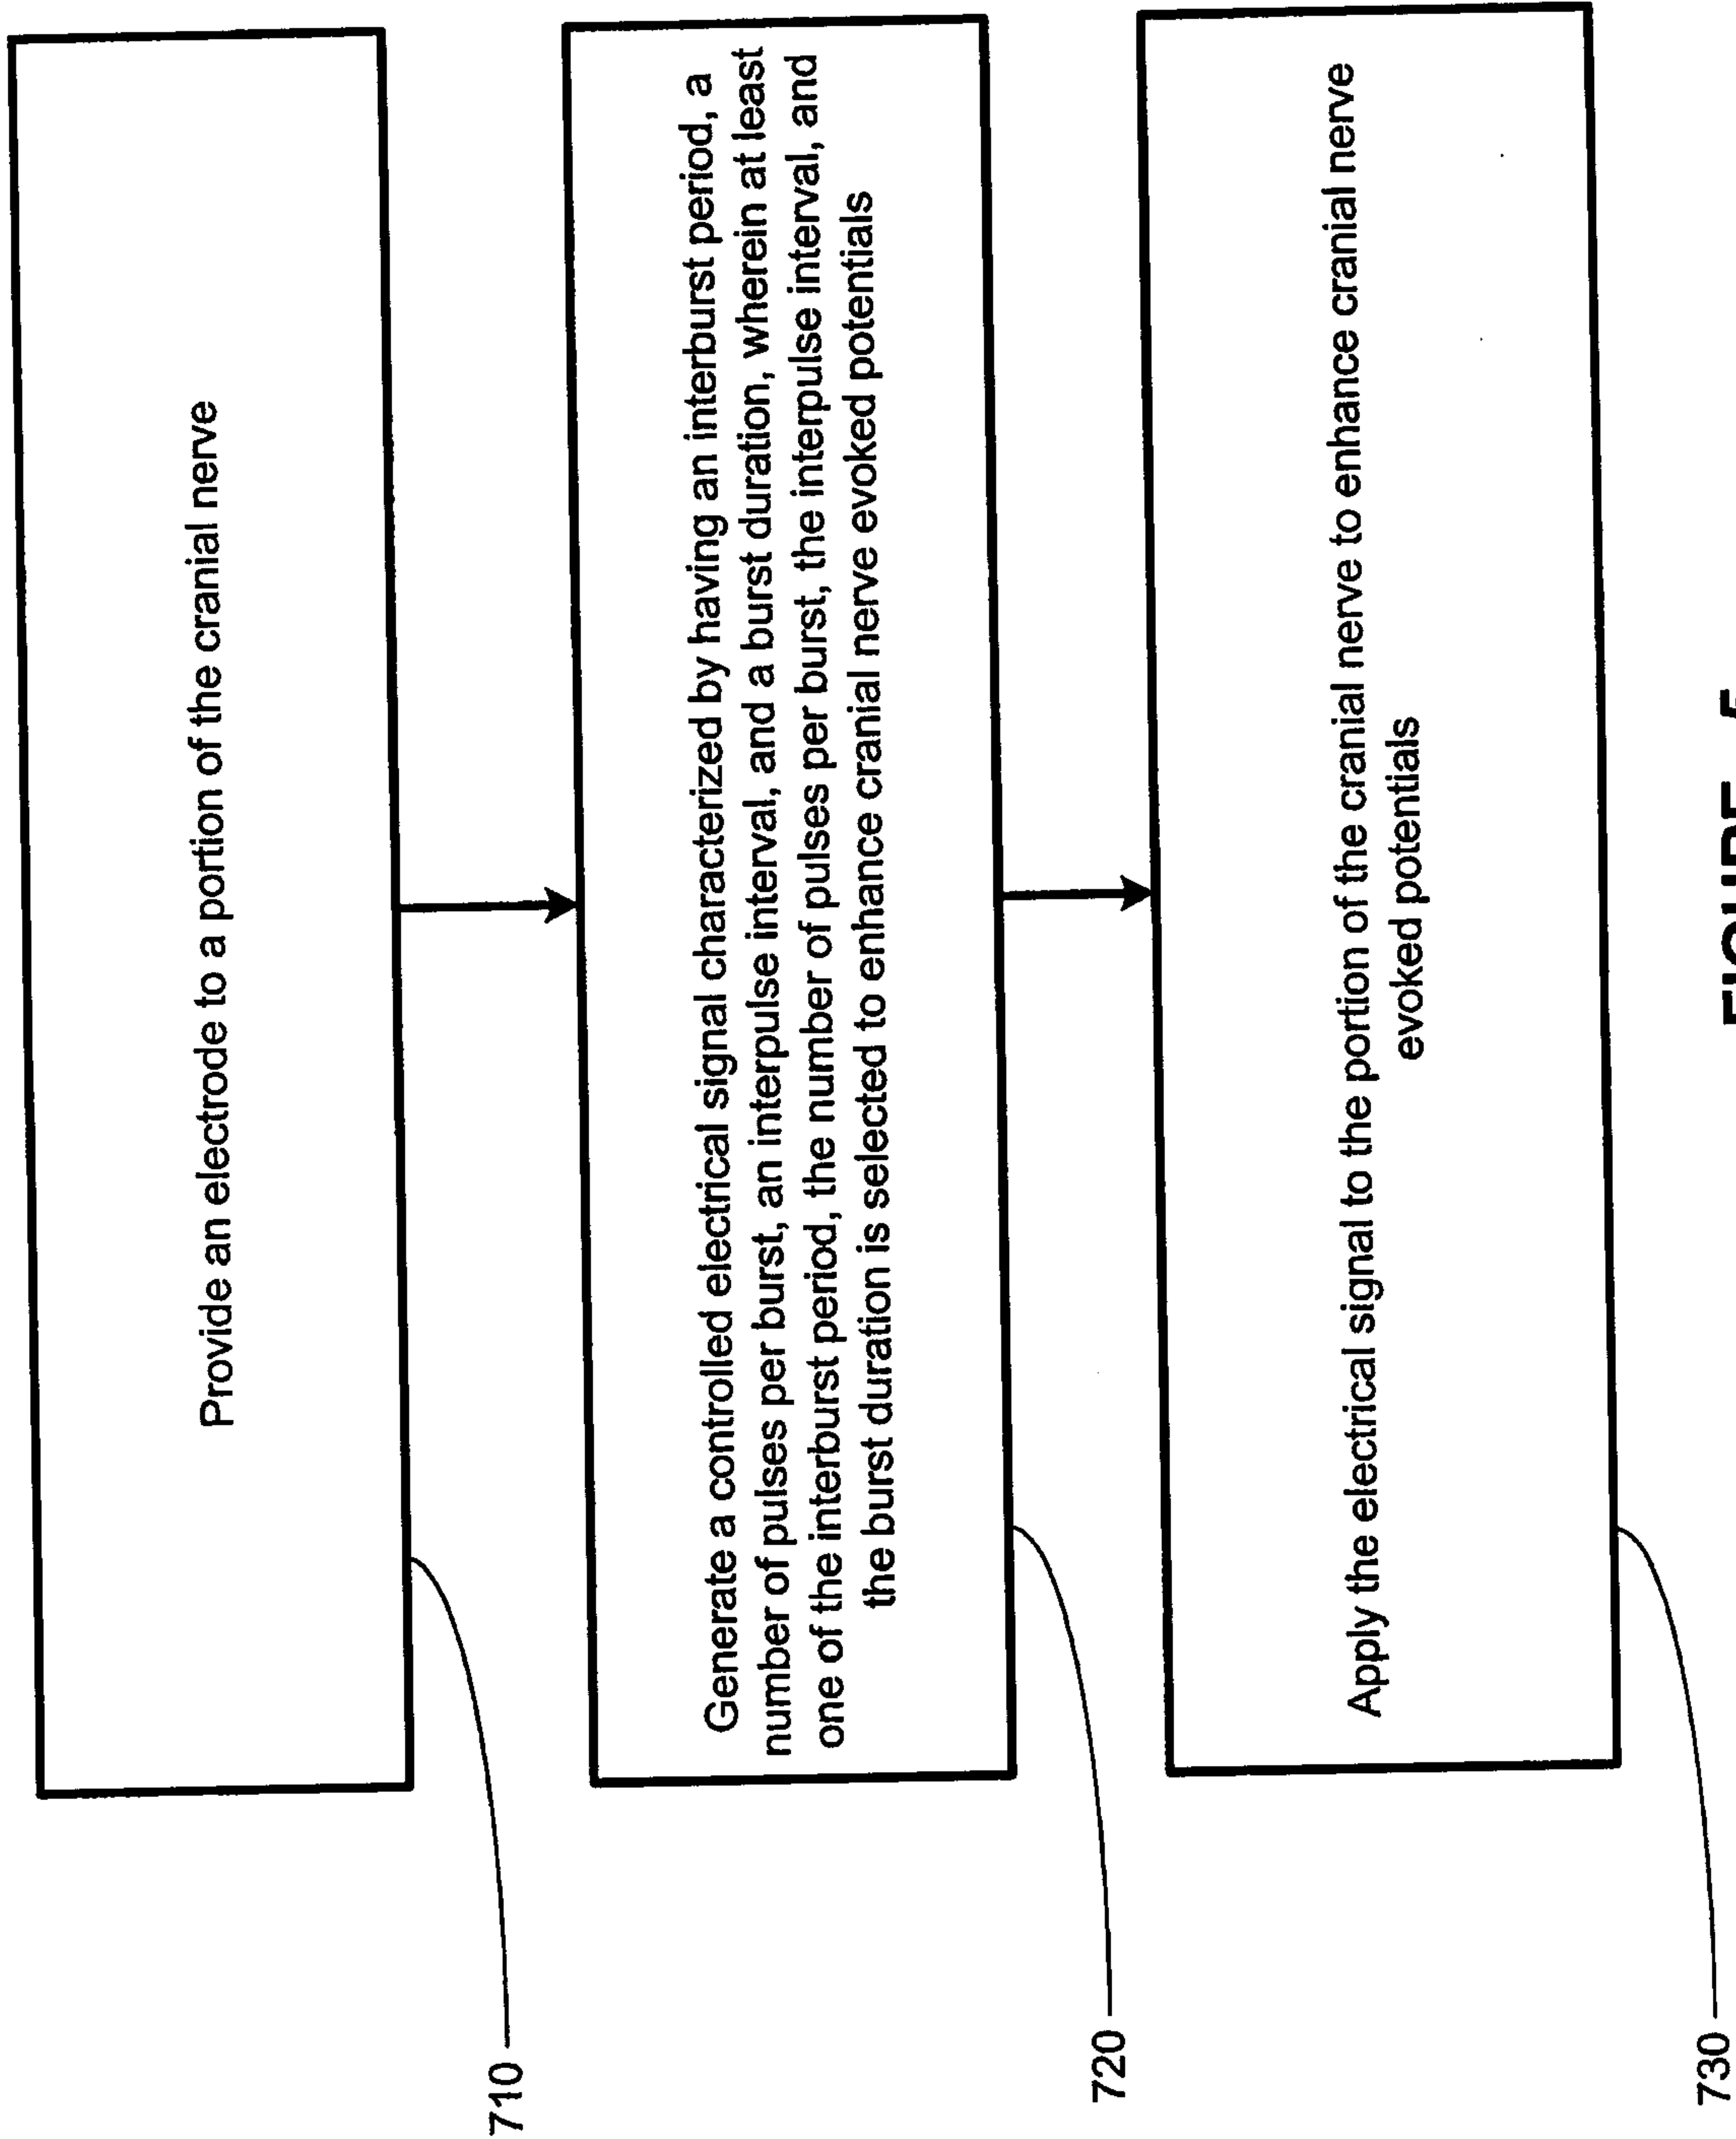 Provide an electrode to a portion of the cranial nerve
710
Generate a controlled electrical signal characterized by having an interburst period, a
number of pulses per burst, an interpulse interval, and a burst duration, wherein at least
one of the interburst period, the number of pulses per burst, the interpulse interval, and
the burst duration is selected to enhance cranial nerve evoked potentials
720
Apply the electrical signal to the portion of the cranial nerve to enhance cranial nerve
evoked potentials
730
FIGURE